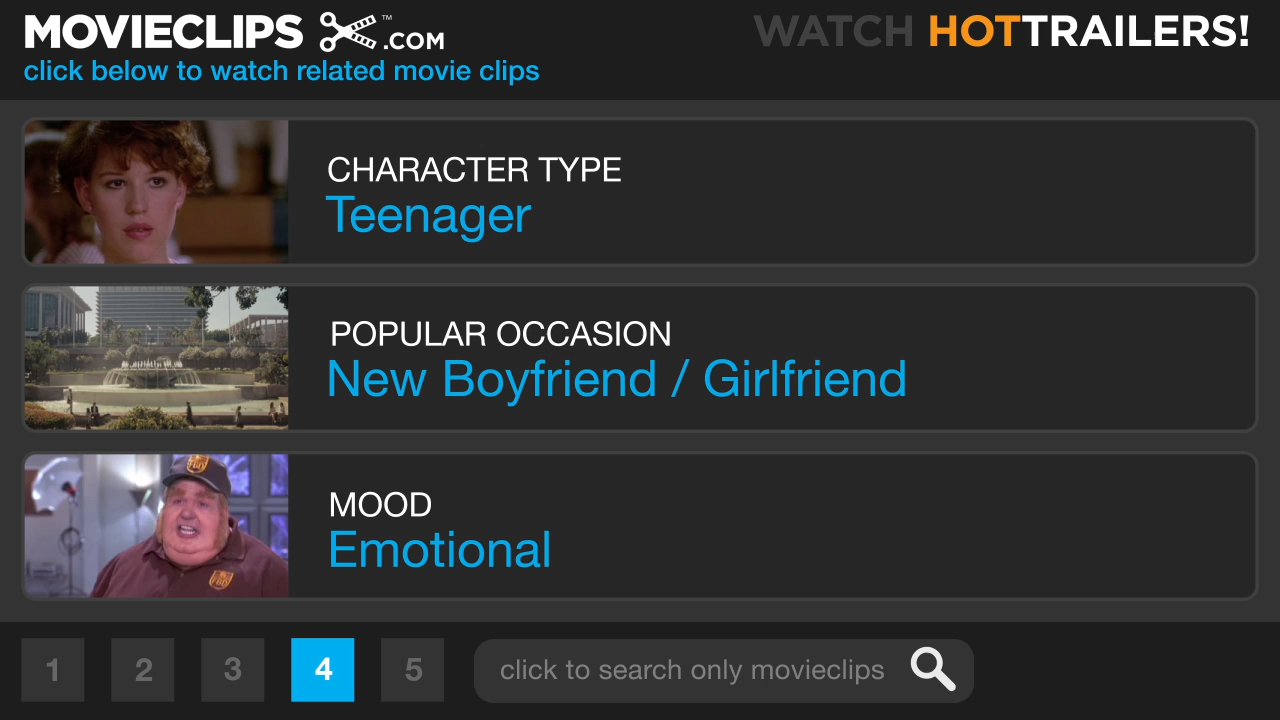 MOVIECLIPS ™ .COM
WATCH HOTTRAILERS!
click below to watch related movie clips
CHARACTER TYPE
Teenager
POPULAR OCCASION
New Boyfriend / Girlfriend
MOOD
Emotional
1 2 3 4 5
click to search only movieclips